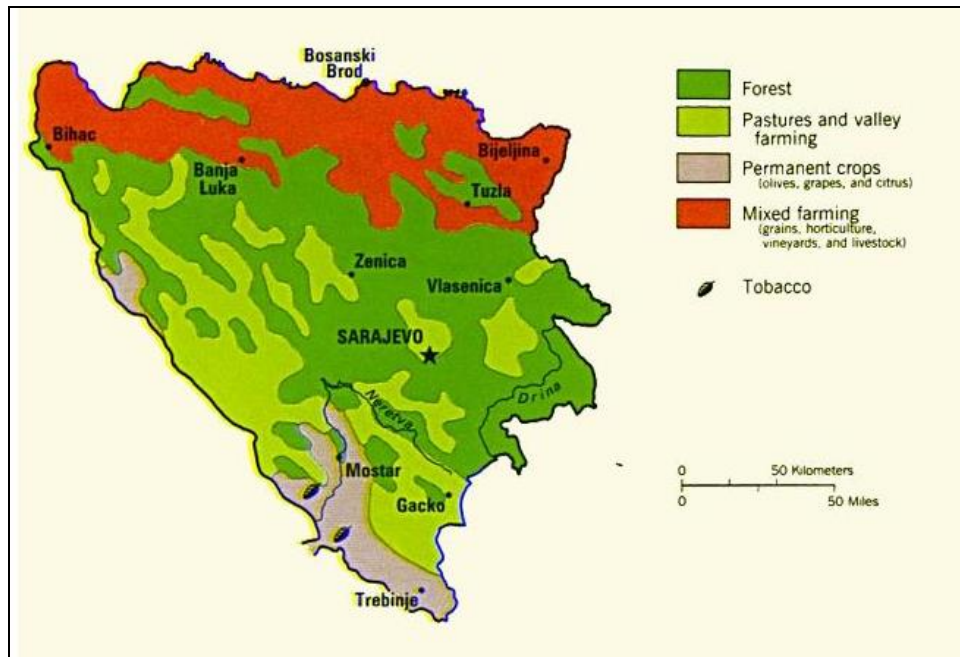 Bosanski
Brod
Bihac
Banja
Luka
Bijeljina
Tuzla
Zenica
Vlasenica
SARAJEVO
Drina
Neretva
Mostar
Gacko
Trebinje
Forest
Pastures and valley
farming
Permanent crops
(olives, grapes, and citrus)
Mixed farming
(grains, horticulture,
vineyards, and livestock)
Tobacco
0 50 Kilometers
0 50 Miles